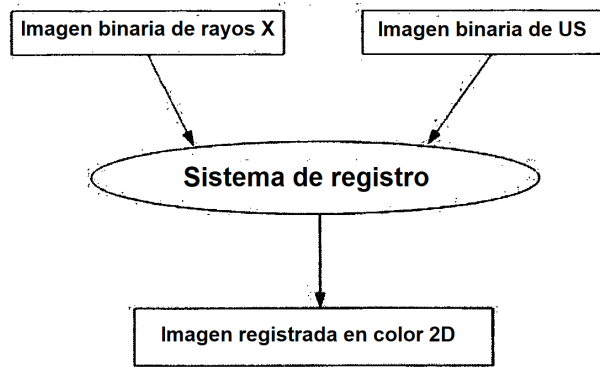 Imagen binaria de rayos X
Imagen binaria de US
Sistema de registro
Imagen registrada en color 2D